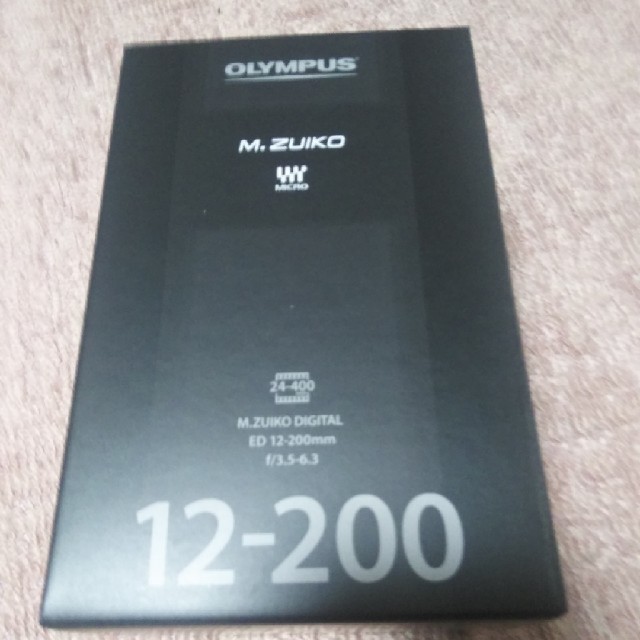 OLYMPUS
M.ZUIKO
MICRO
24-400
M.ZUIKO DIGITAL
ED 12-200mm
f/3.5-6.3
12-200